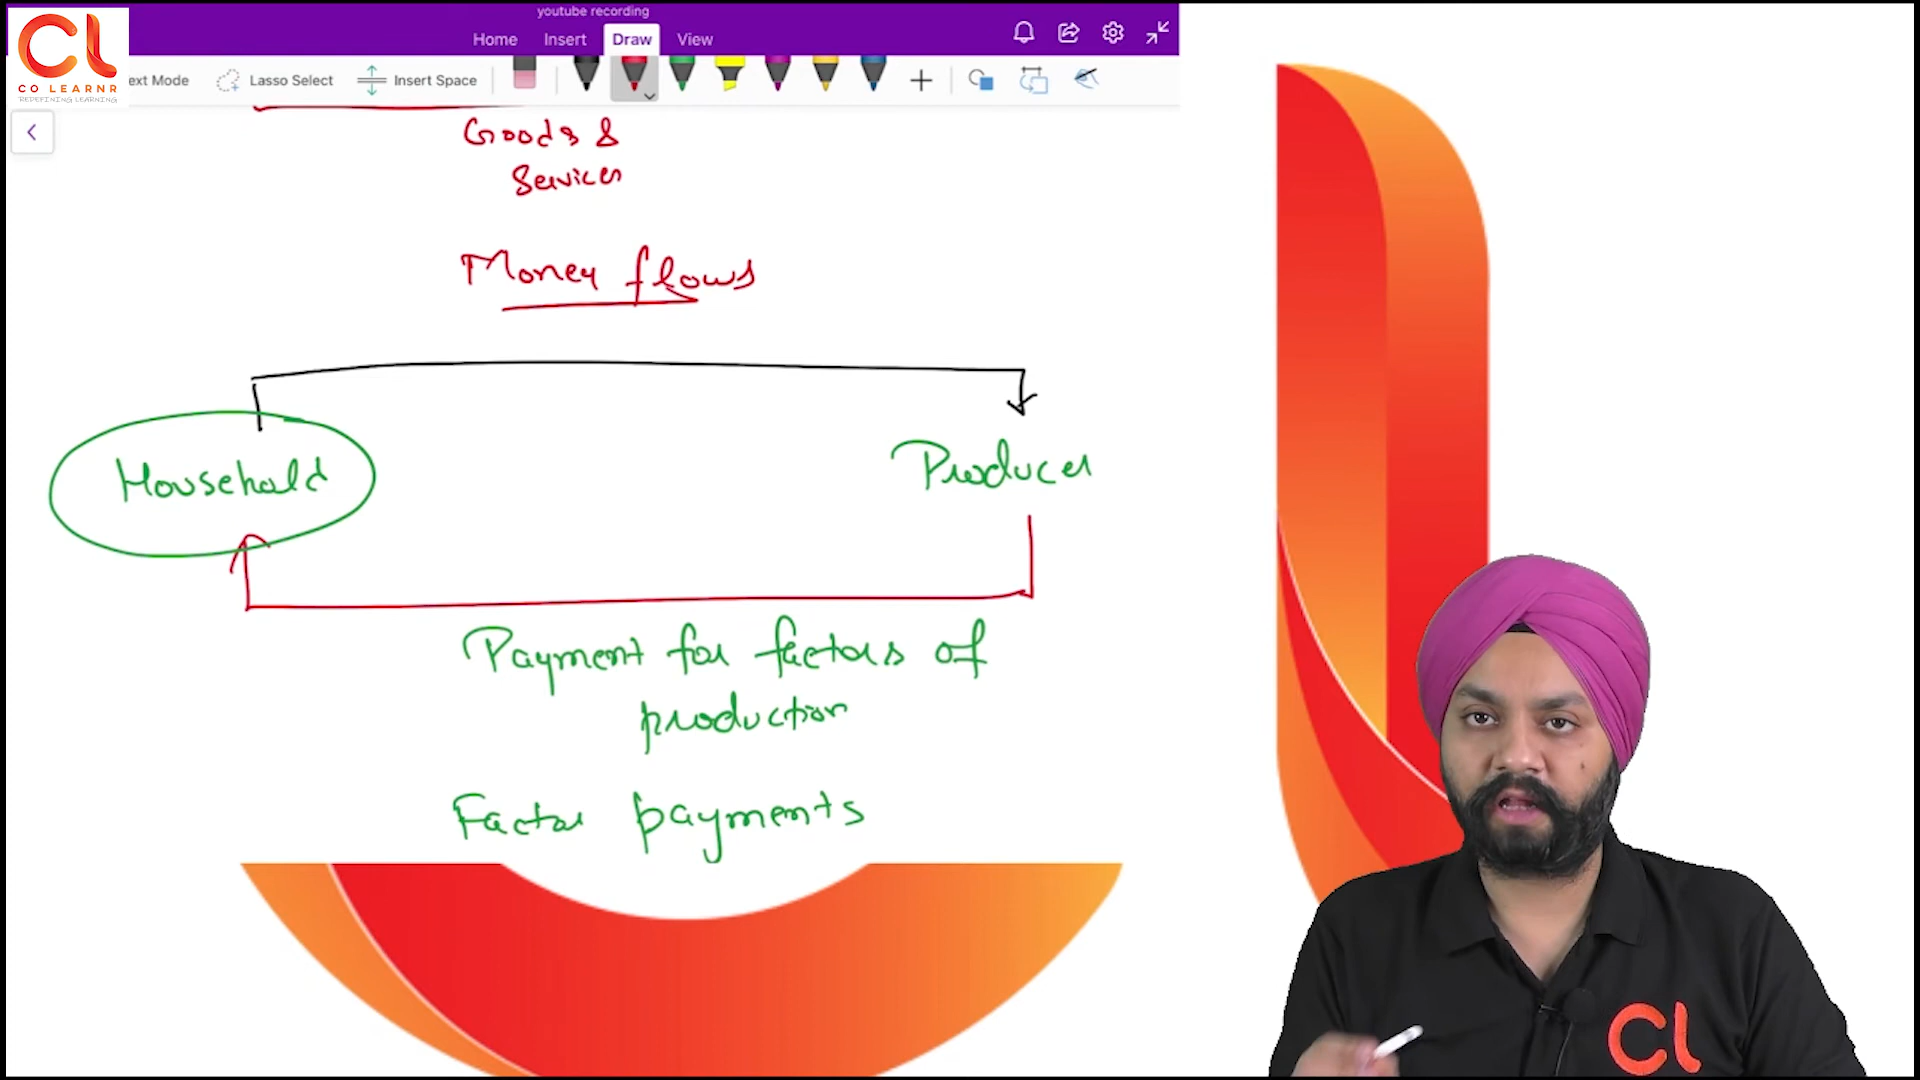 youtube recording
Home Insert Draw View
CO LEARNR
REDEFINING LEARNING
ext Mode Lasso Select Insert Space
Goods &
Services
Money flows
Household
Producer
Payment for factors of
production
Factor payments
CL